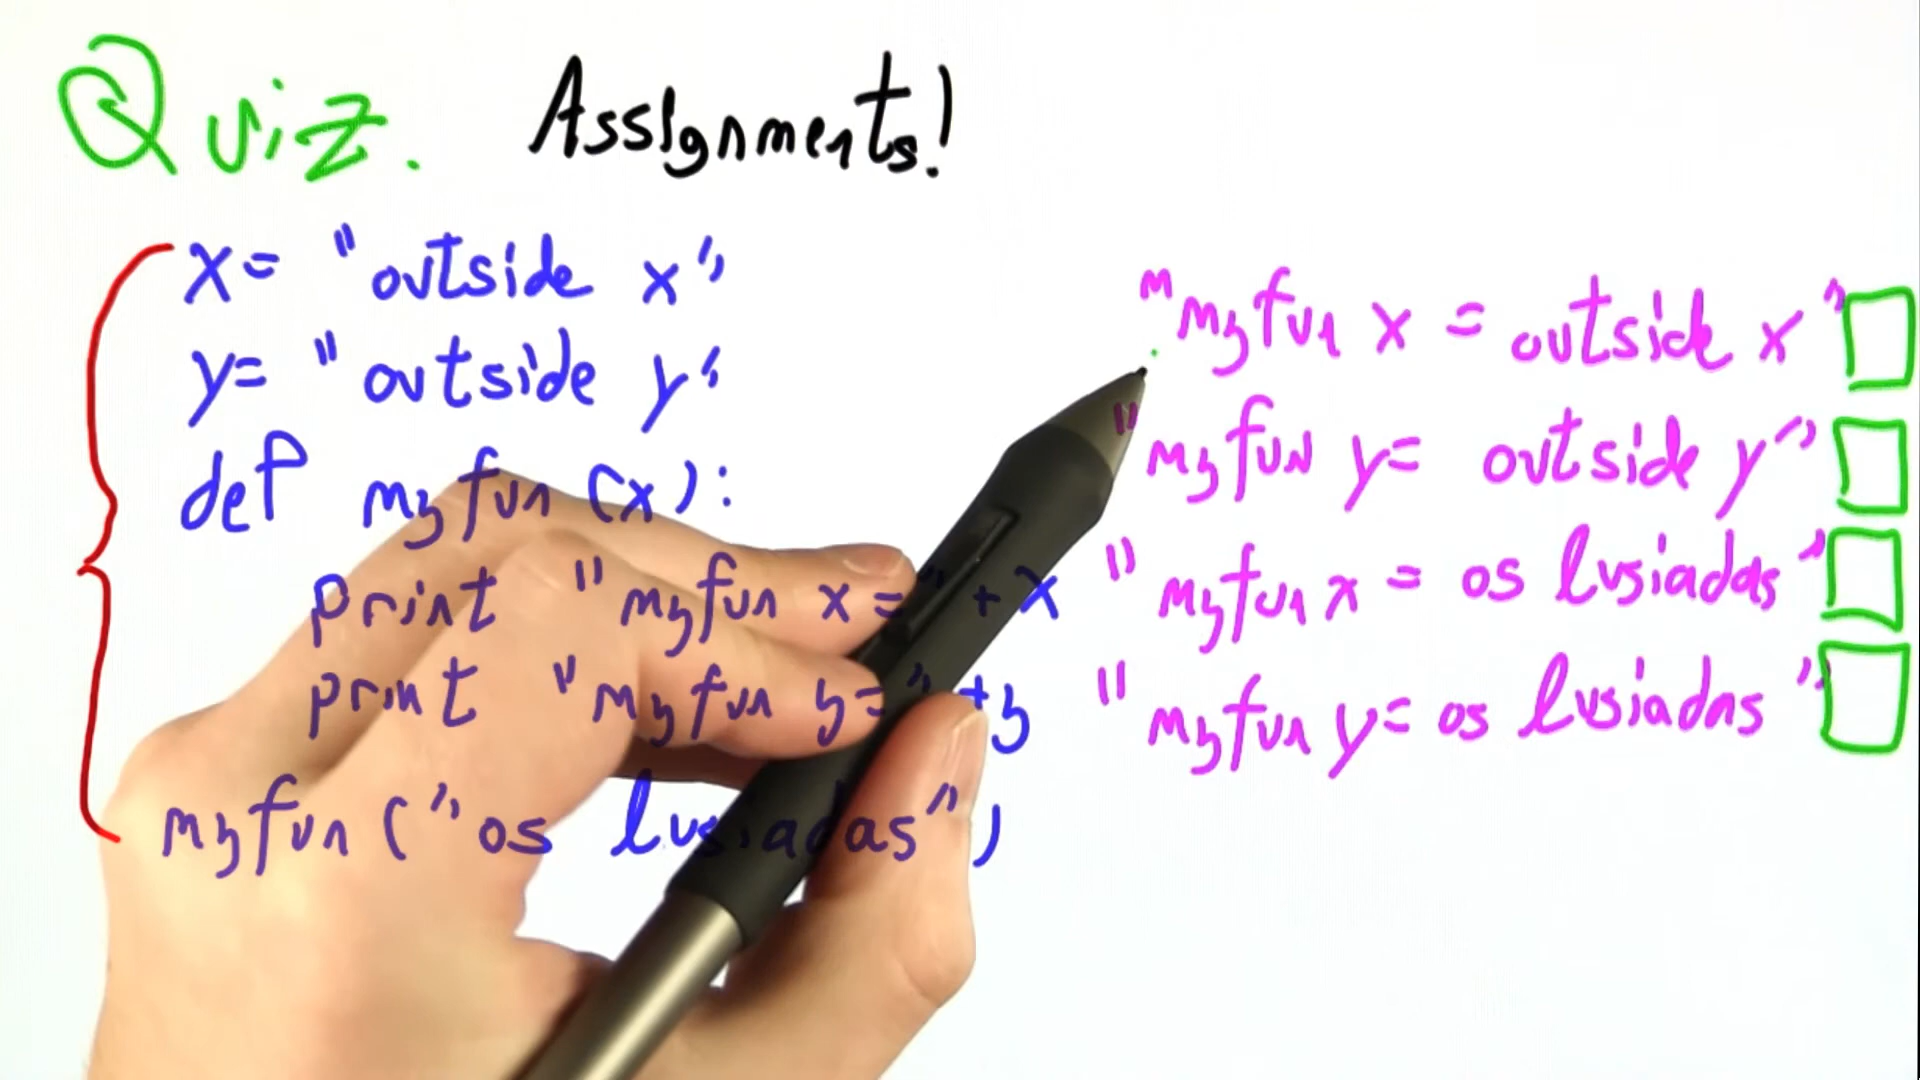 Quiz. Assignments!
x= "outside x"
y= "outside y"
def myfun (x):
print "myfun x =" + x
print "myfun y=" +y
myfun ("os lusiadas")
"myfun x = outside x"
"myfun y= outside y"
"myfun x = os lusiadas"
"myfun y= os lusiadas"